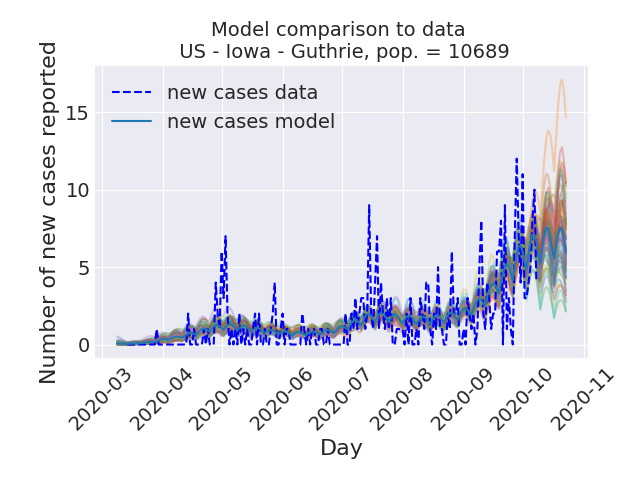 Model comparison to data
US - Iowa - Guthrie, pop. = 10689
new cases data
new cases model
Number of new cases reported
15
10
5
0
2020-03
2020-04
2020-05
2020-06
2020-07
2020-08
2020-09
2020-10
2020-11
Day